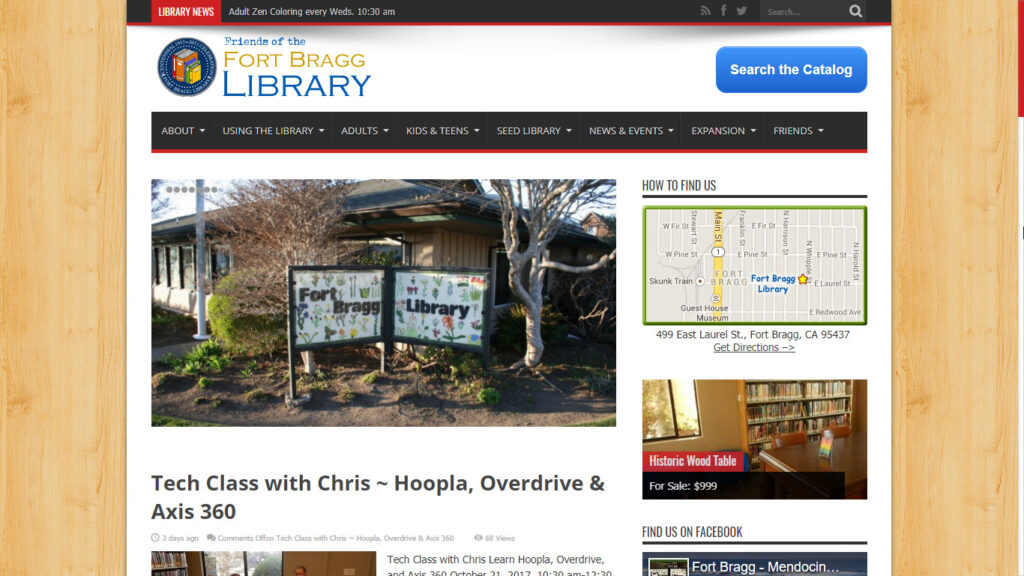 LIBRARY NEWS Adult Zen Coloring every Weds. 10:30 am Search...
Friends of the
FORT BRAGG
LIBRARY
Search the Catalog
ABOUT USING THE LIBRARY ADULTS KIDS & TEENS SEED LIBRARY NEWS & EVENTS EXPANSION FRIENDS
Fort
Bragg
Library
HOW TO FIND US
Main St
Stewart St
Franklin St
N Harrison St
N Whipple St
N Harold St
W Fir St
E Fir St
1
W Pine St
E Pine St
E Pine St
Skunk Train
FORT
BRAGG
Fort Bragg
Library
E Laurel St
Guest House
Museum
E Redwood Ave
499 East Laurel St., Fort Bragg, CA 95437
Get Directions -->
Historic Wood Table
For Sale: $999
Tech Class with Chris ~ Hoopla, Overdrive &
Axis 360
3 days ago Comments Offon Tech Class with Chris ~ Hoopla, Overdrive & Axis 360 68 Views
Tech Class with Chris Learn Hoopla, Overdrive,
and Axis 360 October 21, 2017, 10:30 am-12:30
FIND US ON FACEBOOK
Fort Bragg - Mendocin...